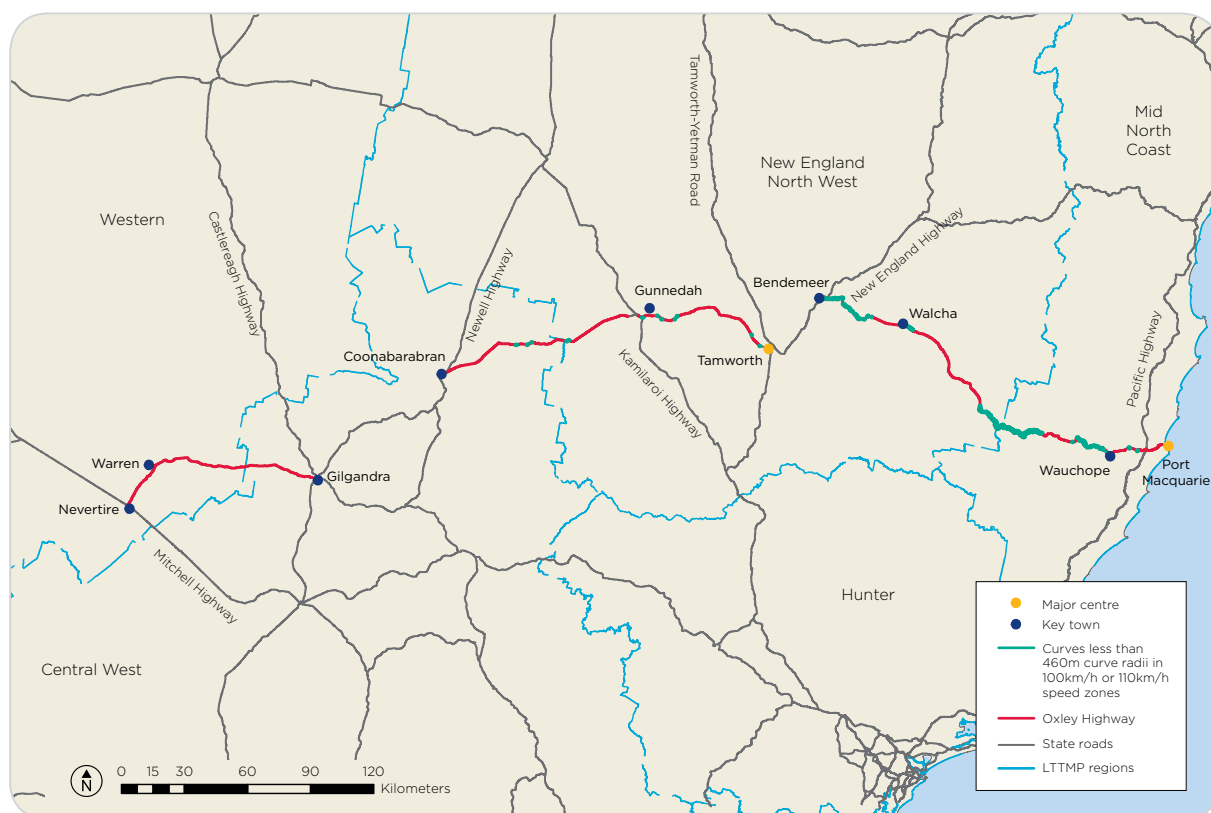 Mid
North
Coast
New England
North West
Western
Tamworth-Yetman Road
Castlereagh Highway
Newell Highway
New England Highway
Bendemeer
Gunnedah
Walcha
Coonabarabran
Tamworth
Kamilaroi Highway
Pacific Highway
Warren
Gilgandra
Nevertire
Wauchope
Port
Macquarie
Mitchell Highway
Hunter
Central West
Major centre
Key town
Curves less than
460m curve radii in
100km/h or 110km/h
speed zones
Oxley Highway
State roads
LTTMP regions
N
0 15 30 60 90 120
Kilometers